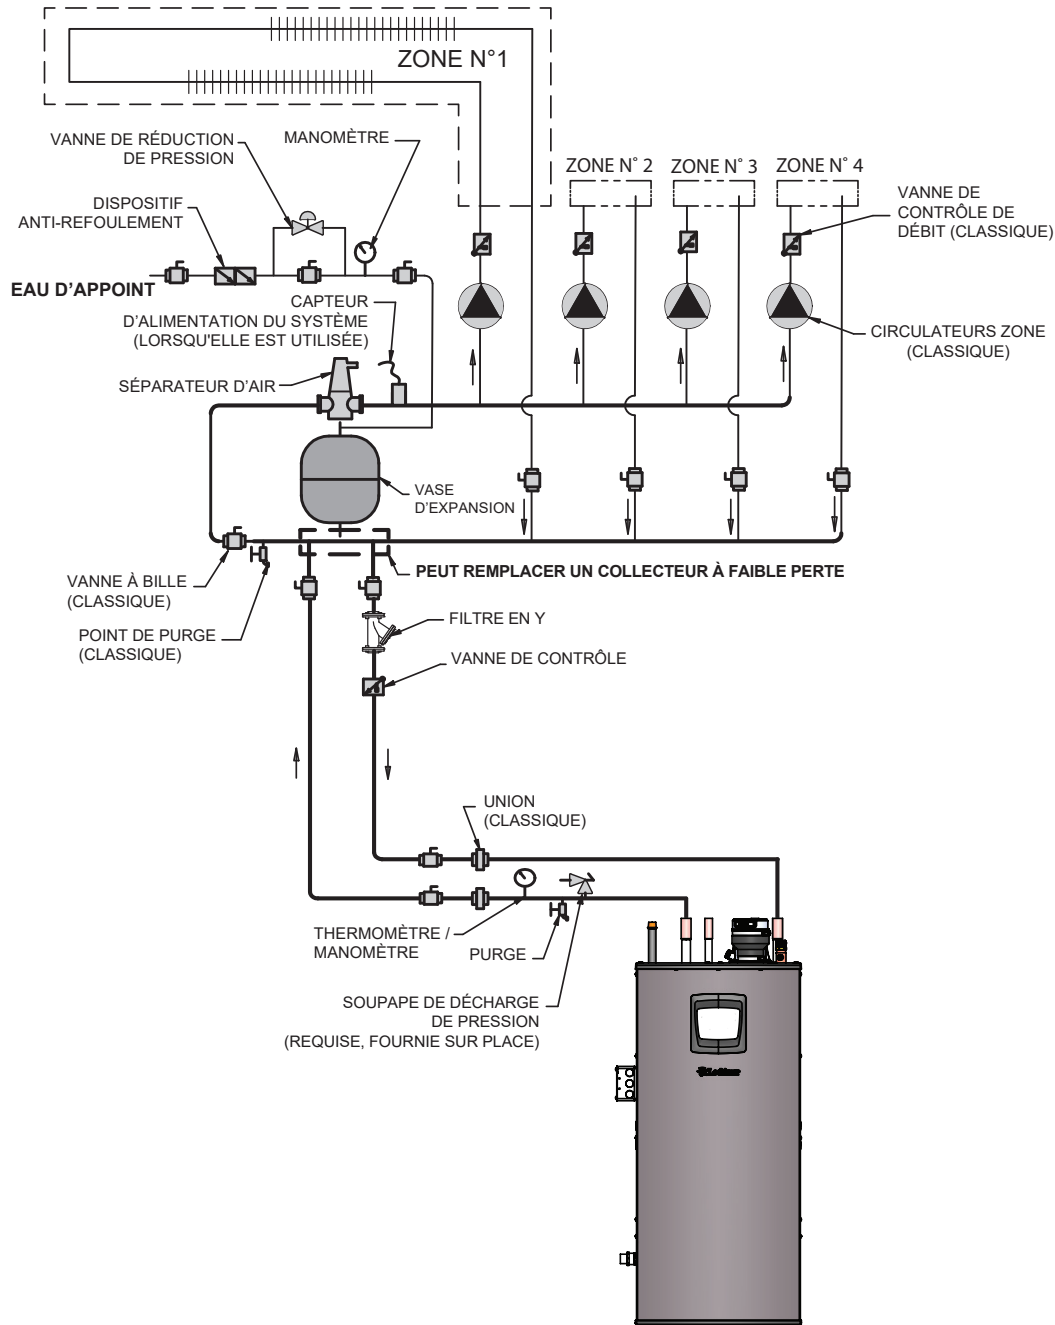 ZONE N°1
VANNE DE RÉDUCTION
DE PRESSION
MANOMÈTRE
ZONE N° 2
ZONE N° 3
ZONE N° 4
DISPOSITIF
ANTI-REFOULEMENT
VANNE DE
CONTRÔLE DE
DÉBIT (CLASSIQUE)
EAU D'APPOINT
CAPTEUR
D'ALIMENTATION DU SYSTÈME
(LORSQU'ELLE EST UTILISÉE)
CIRCULATEURS ZONE
(CLASSIQUE)
SÉPARATEUR D'AIR
VASE
D'EXPANSION
PEUT REMPLACER UN COLLECTEUR À FAIBLE PERTE
VANNE À BILLE
(CLASSIQUE)
POINT DE PURGE
(CLASSIQUE)
FILTRE EN Y
VANNE DE CONTRÔLE
UNION
(CLASSIQUE)
THERMOMÈTRE /
MANOMÈTRE
PURGE
SOUPAPE DE DÉCHARGE
DE PRESSION
(REQUISE, FOURNIE SUR PLACE)